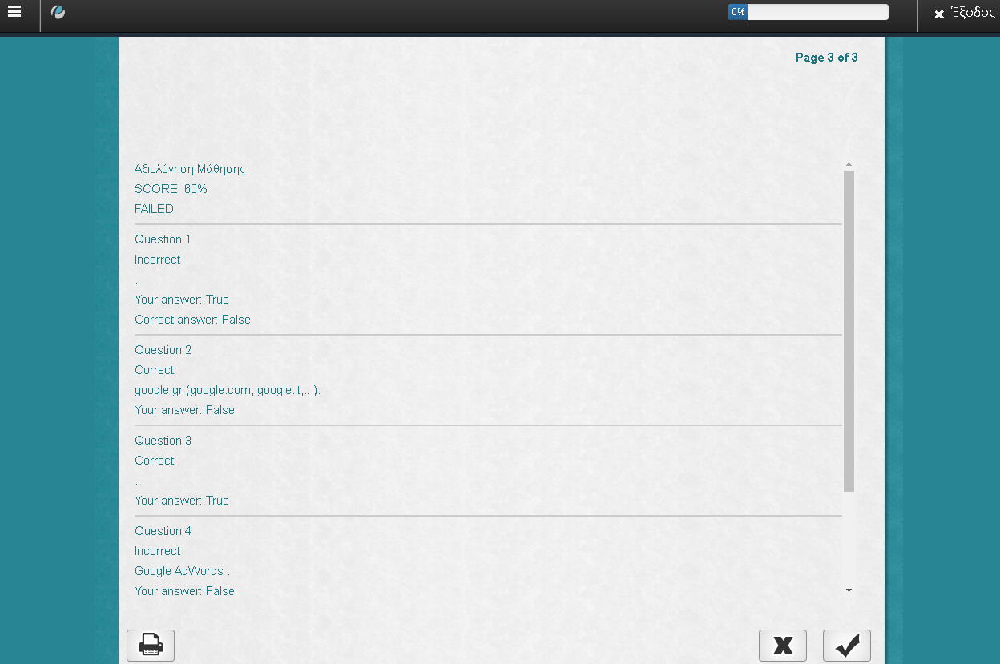 0%
Έξοδος
Page 3 of 3
Αξιολόγηση Μάθησης
SCORE: 60%
FAILED
Question 1
Incorrect
.
Your answer: True
Correct answer: False
Question 2
Correct
google.gr (google.com, google.it,...).
Your answer: False
Question 3
Correct
.
Your answer: True
Question 4
Incorrect
Google AdWords .
Your answer: False